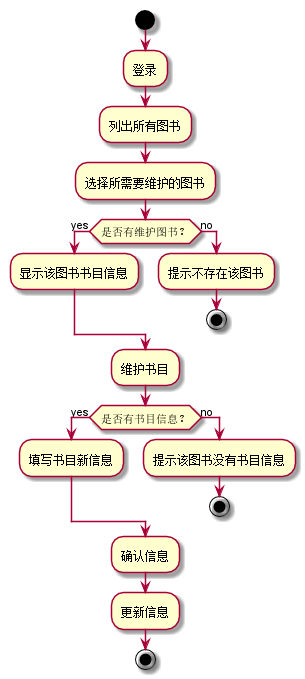 登录
列出所有图书
选择所需要维护的图书
yes
是否有维护图书？
no
显示该图书书目信息
提示不存在该图书
维护书目
yes
是否有书目信息？
no
填写书目新信息
提示该图书没有书目信息
确认信息
更新信息